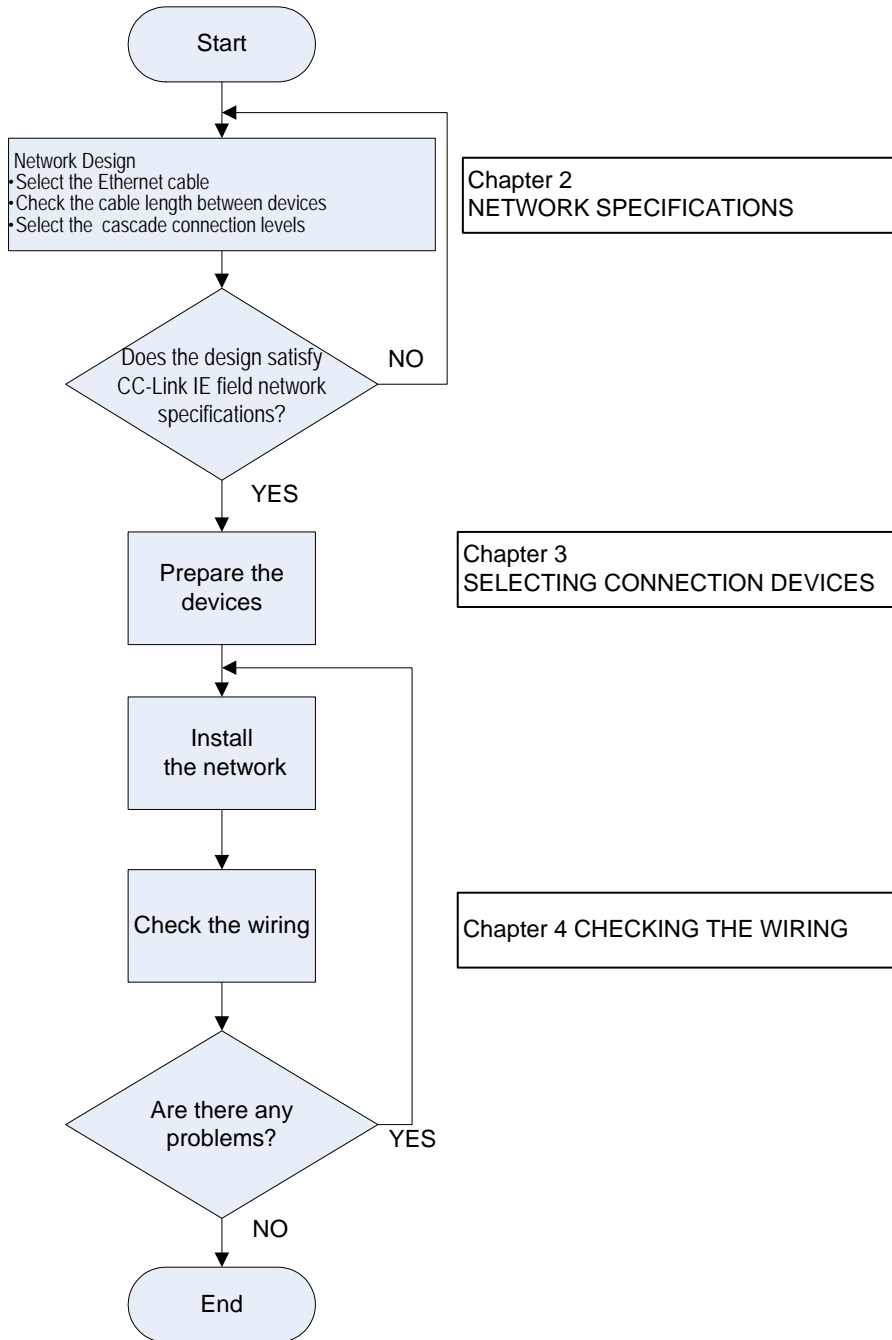 Start
Network Design
•Select the Ethernet cable
•Check the cable length between devices
•Select the cascade connection levels
Chapter 2
NETWORK SPECIFICATIONS
Does the design satisfy
CC-Link IE field network
specifications?
NO
YES
Prepare the
devices
Chapter 3
SELECTING CONNECTION DEVICES
Install
the network
Check the wiring
Chapter 4 CHECKING THE WIRING
Are there any
problems?
YES
NO
End